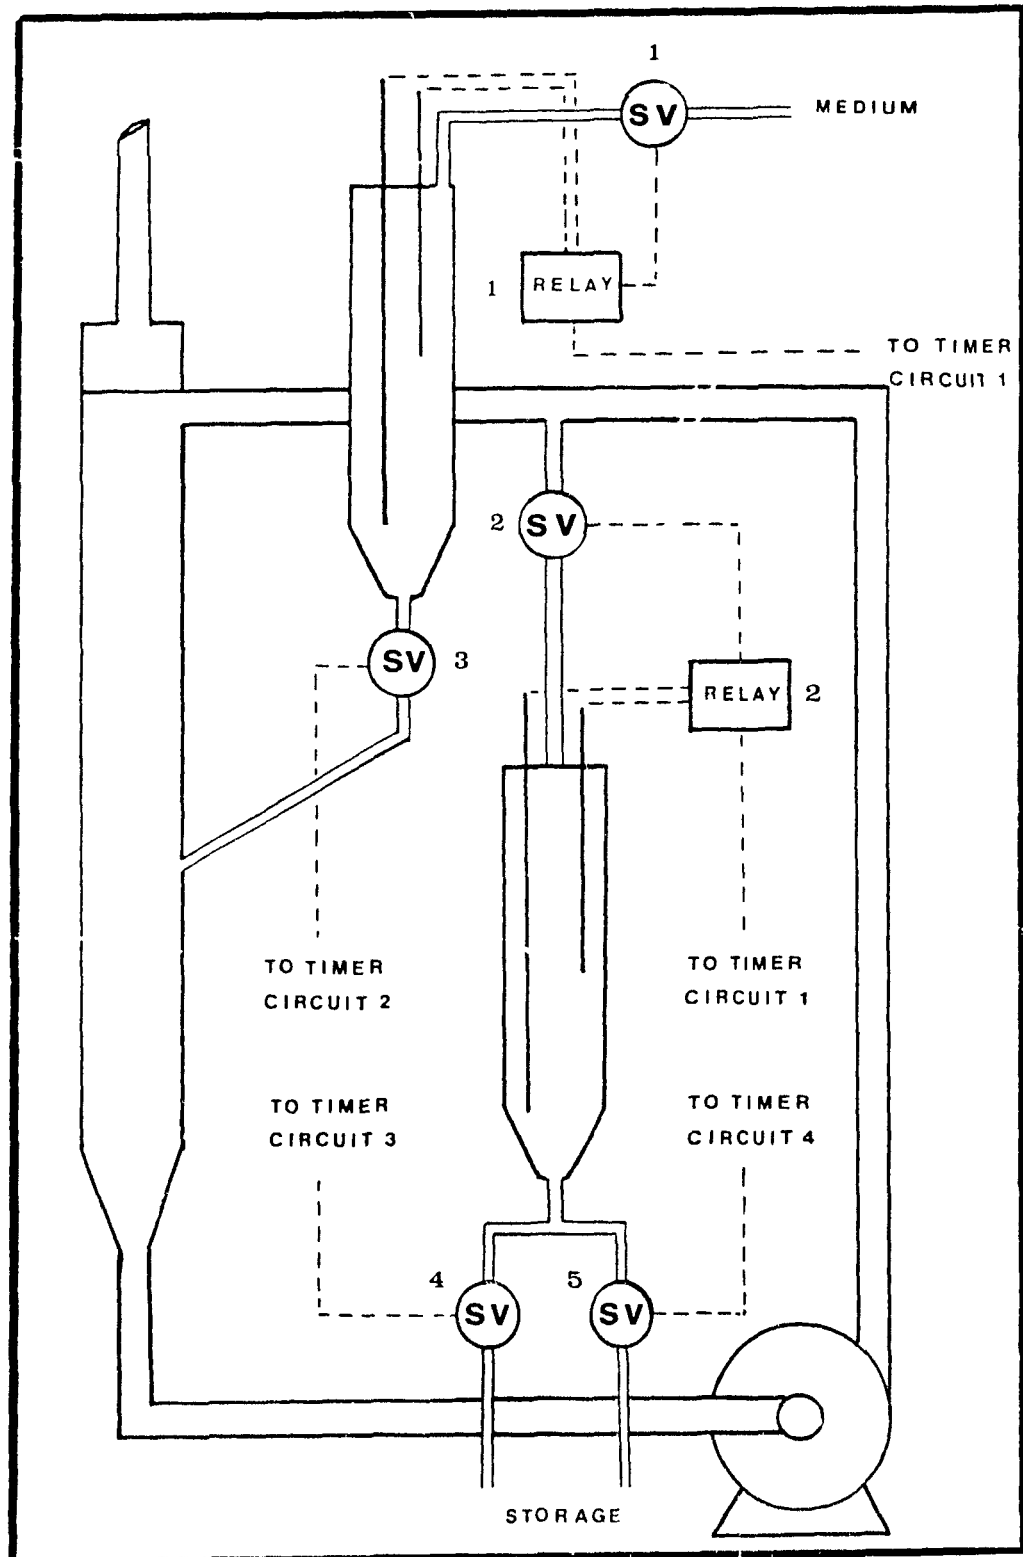 1
SV
MEDIUM
1
RELAY
TO TIMER
CIRCUIT 1
2
SV
SV
3
RELAY
2
TO TIMER
CIRCUIT 2
TO TIMER
CIRCUIT 1
TO TIMER
CIRCUIT 3
TO TIMER
CIRCUIT 4
4
5
SV
SV
STORAGE